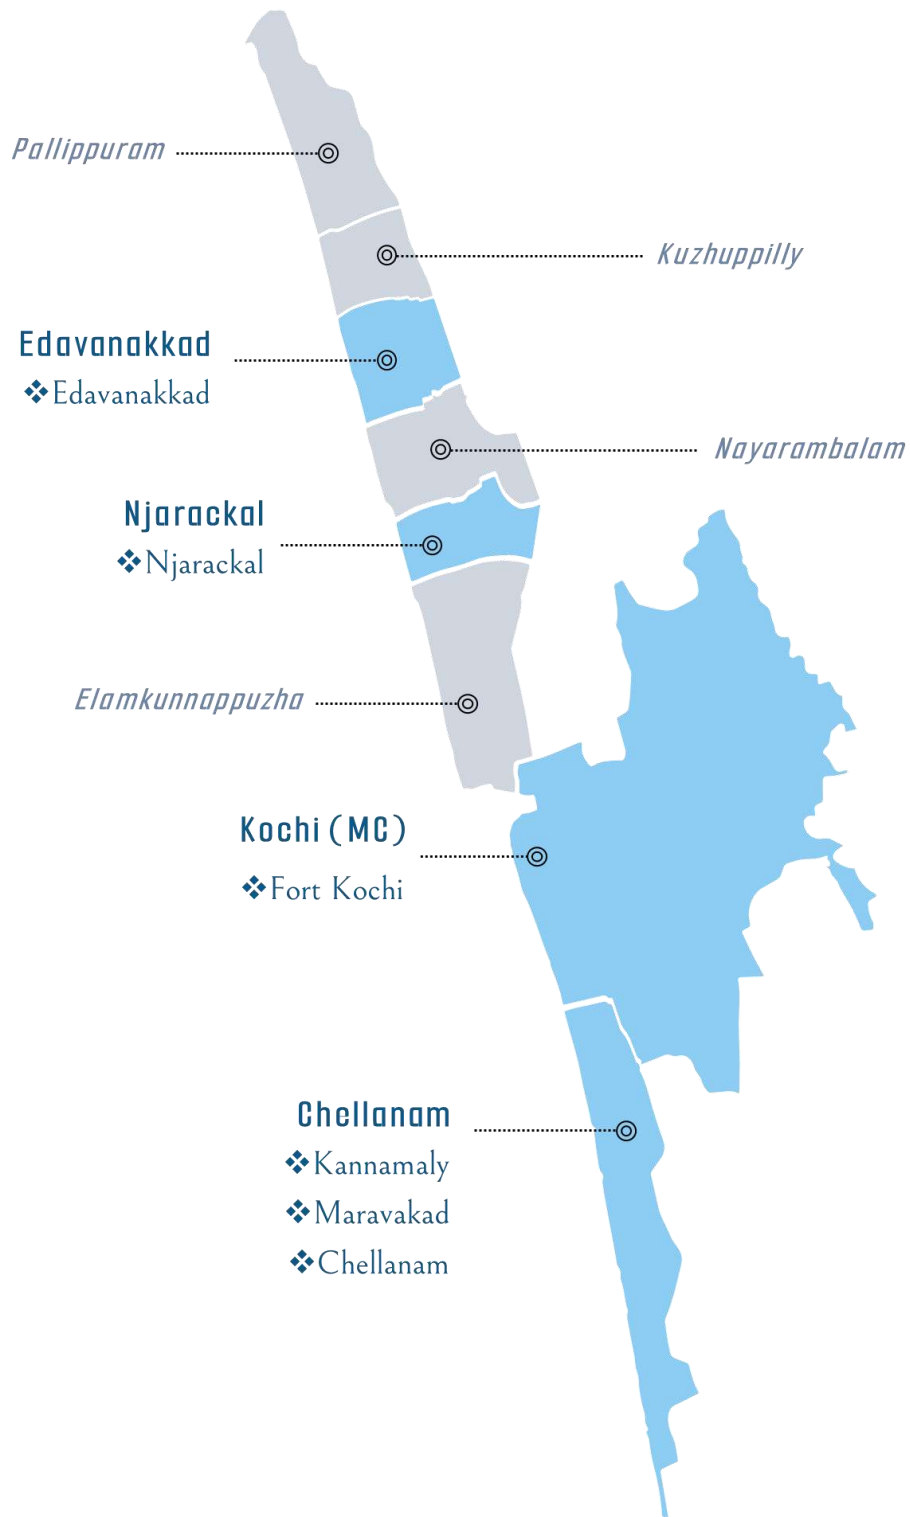 Pallippuram
Kuzhuppilly
Edavanakkad
❖Edavanakkad
Nayarambalam
Njarackal
❖Njarackal
Elamkunnappuzha
Kochi (MC)
❖Fort Kochi
Chellanam
❖Kannamaly
❖Maravakad
❖Chellanam